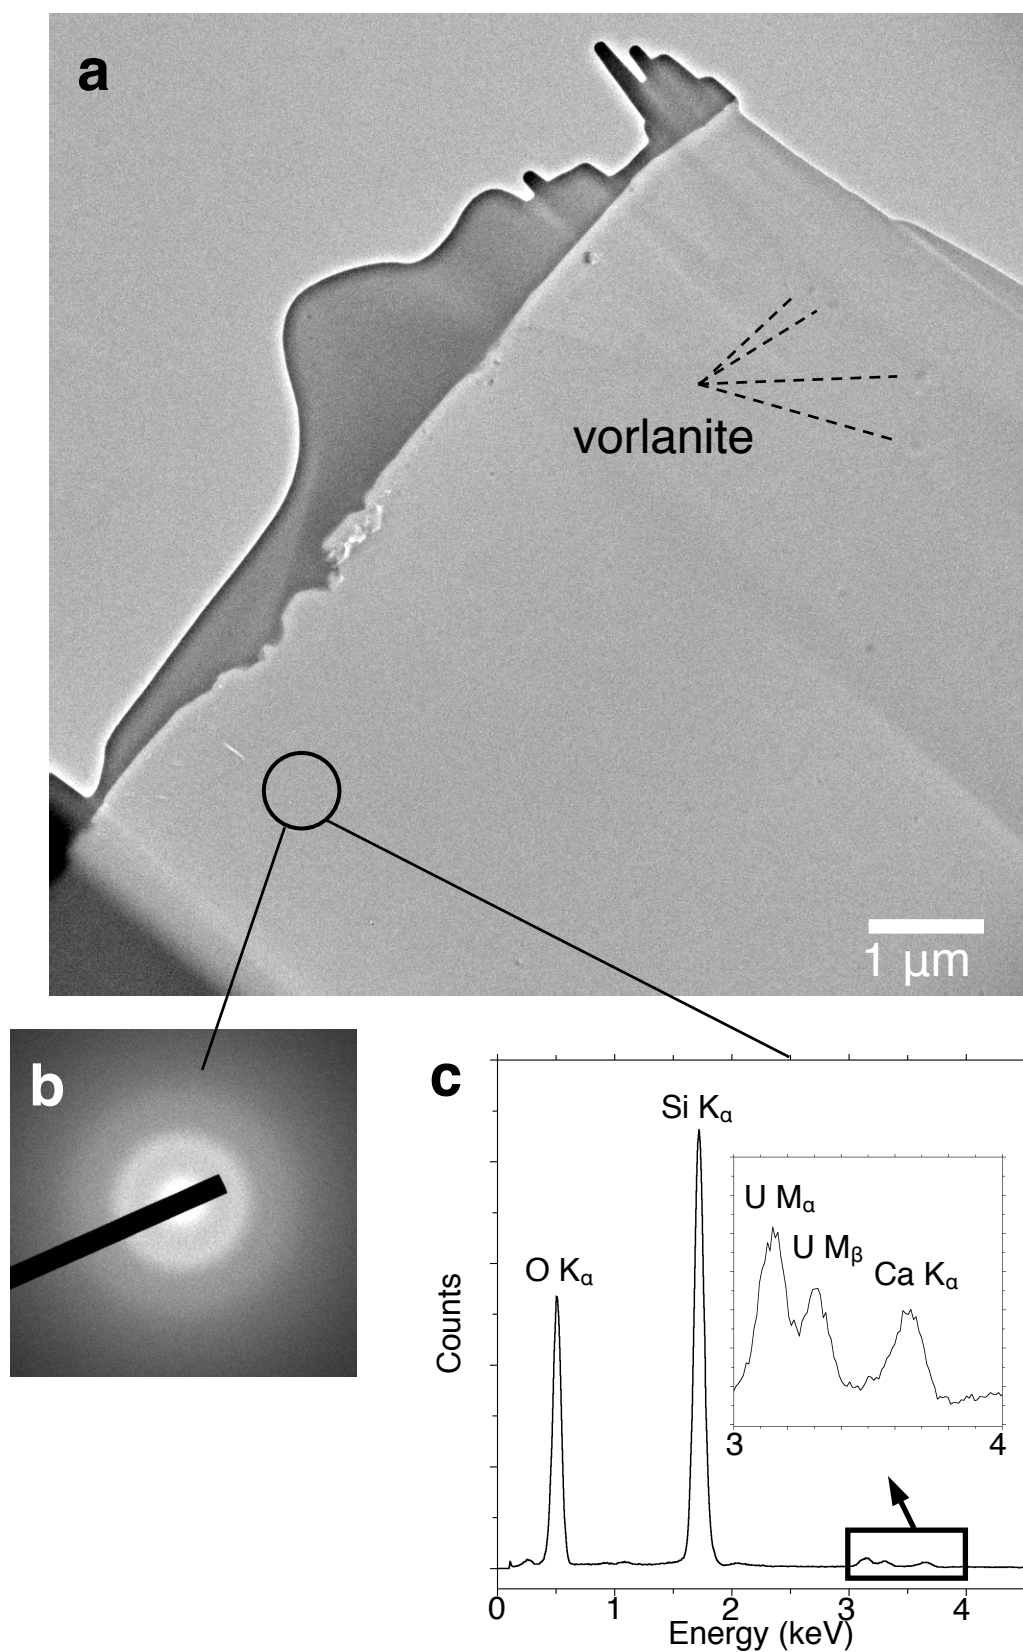 a
vorlanite
1 μm
b
c
Si Kα
O Kα
U Mα
U Mβ
Ca Kα
3 4
Counts
0 1 2 3 4
Energy (keV)